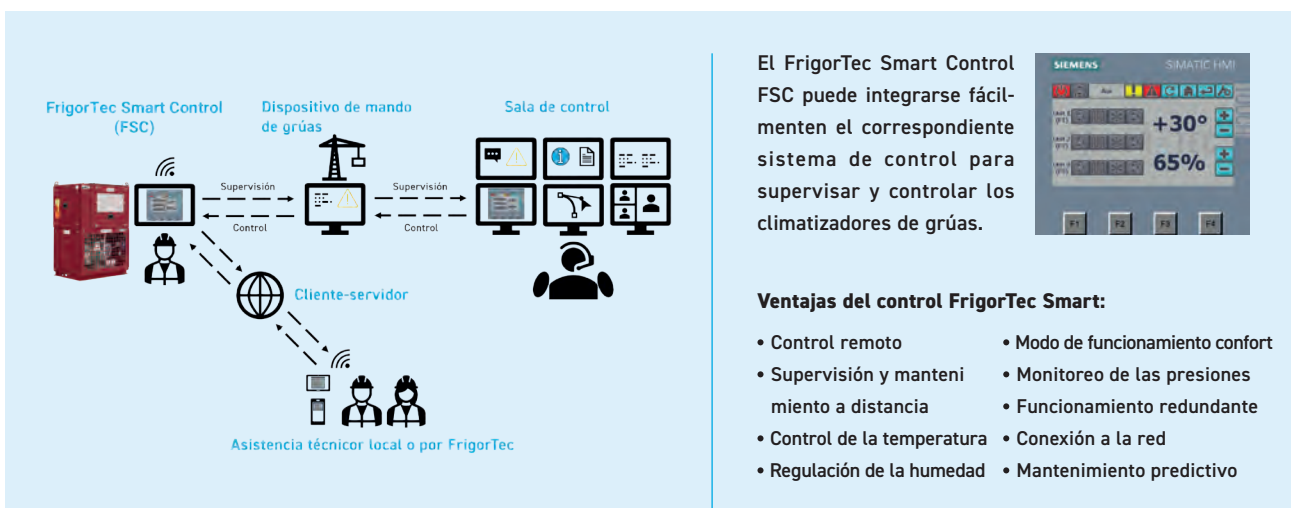 FrigorTec Smart Control
(FSC)
Dispositivo de mando
de grúas
Sala de control
Supervisión
Control
Supervisión
Control
Cliente-servidor
Asistencia técnicor local o por FrigorTec
El FrigorTec Smart Control
FSC puede integrarse fácil-
menten el correspondiente
sistema de control para
supervisar y controlar los
climatizadores de grúas.
SIEMENS
SIMATIC HMI
+30°
65%
F1 F2 F3 F4
Ventajas del control FrigorTec Smart:
• Control remoto
• Supervisión y manteni
miento a distancia
• Control de la temperatura
• Regulación de la humedad
• Modo de funcionamiento confort
• Monitoreo de las presiones
• Funcionamiento redundante
• Conexión a la red
• Mantenimiento predictivo